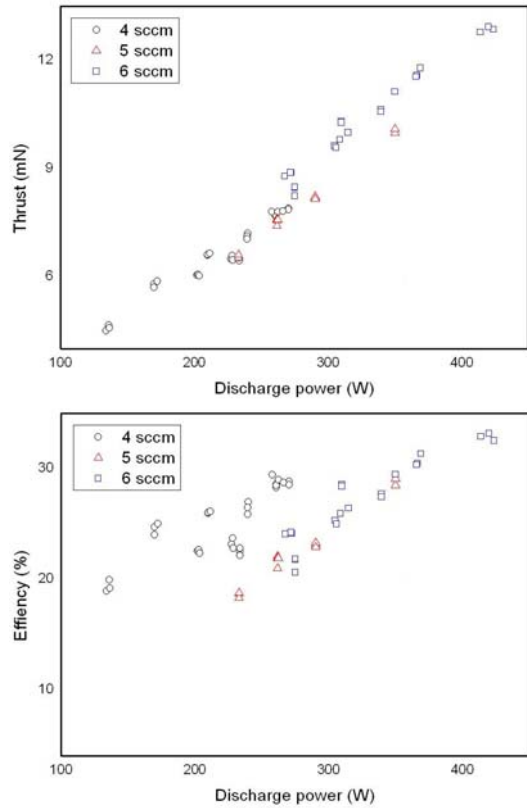 4 sccm
5 sccm
6 sccm
12
9
6
Thrust (mN)
100
200
300
400
Discharge power (W)
4 sccm
5 sccm
6 sccm
30
20
10
Effiency (%)
100
200
300
400
Discharge power (W)